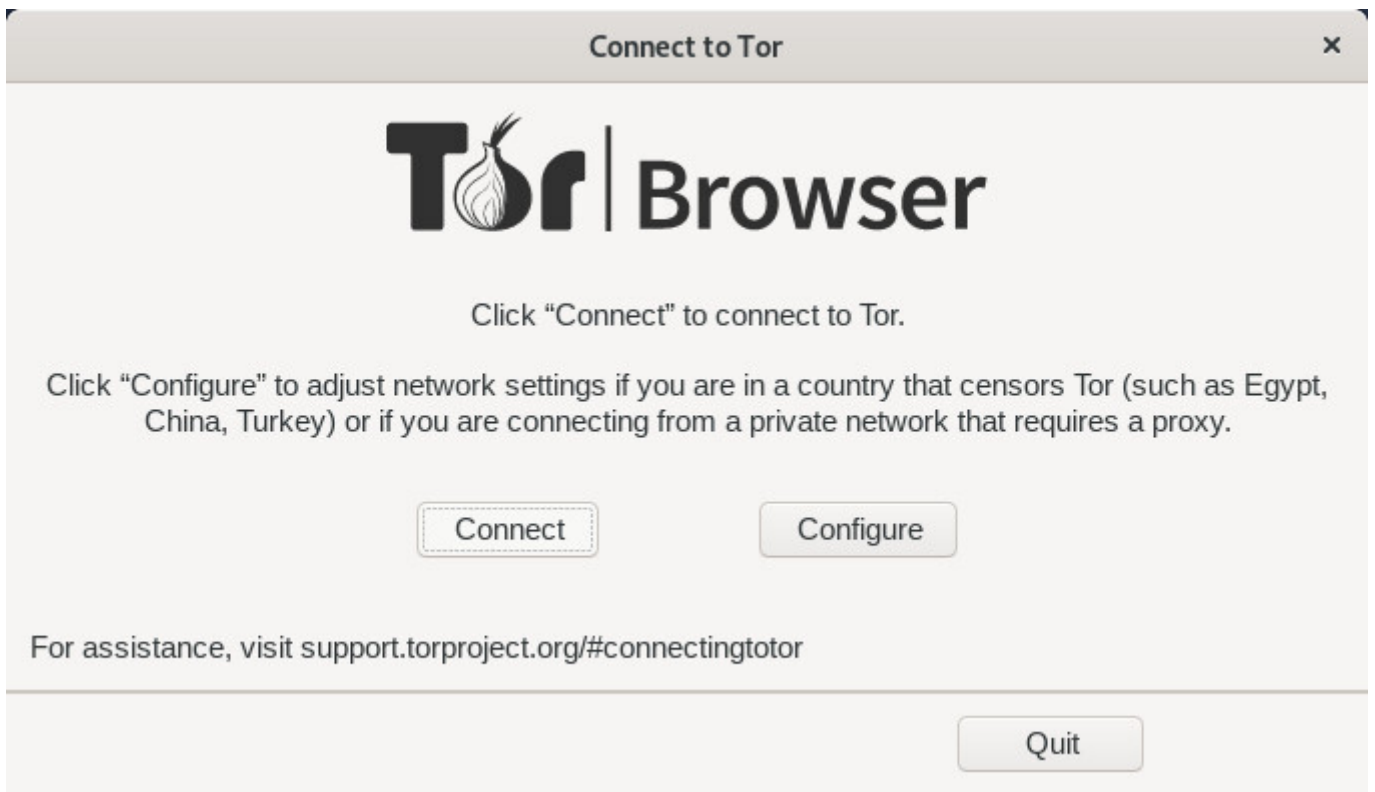 Connect to Tor
Tor Browser
Click “Connect” to connect to Tor.
Click “Configure” to adjust network settings if you are in a country that censors Tor (such as Egypt,
China, Turkey) or if you are connecting from a private network that requires a proxy.
Connect
Configure
For assistance, visit support.torproject.org/#connectingtotor
Quit